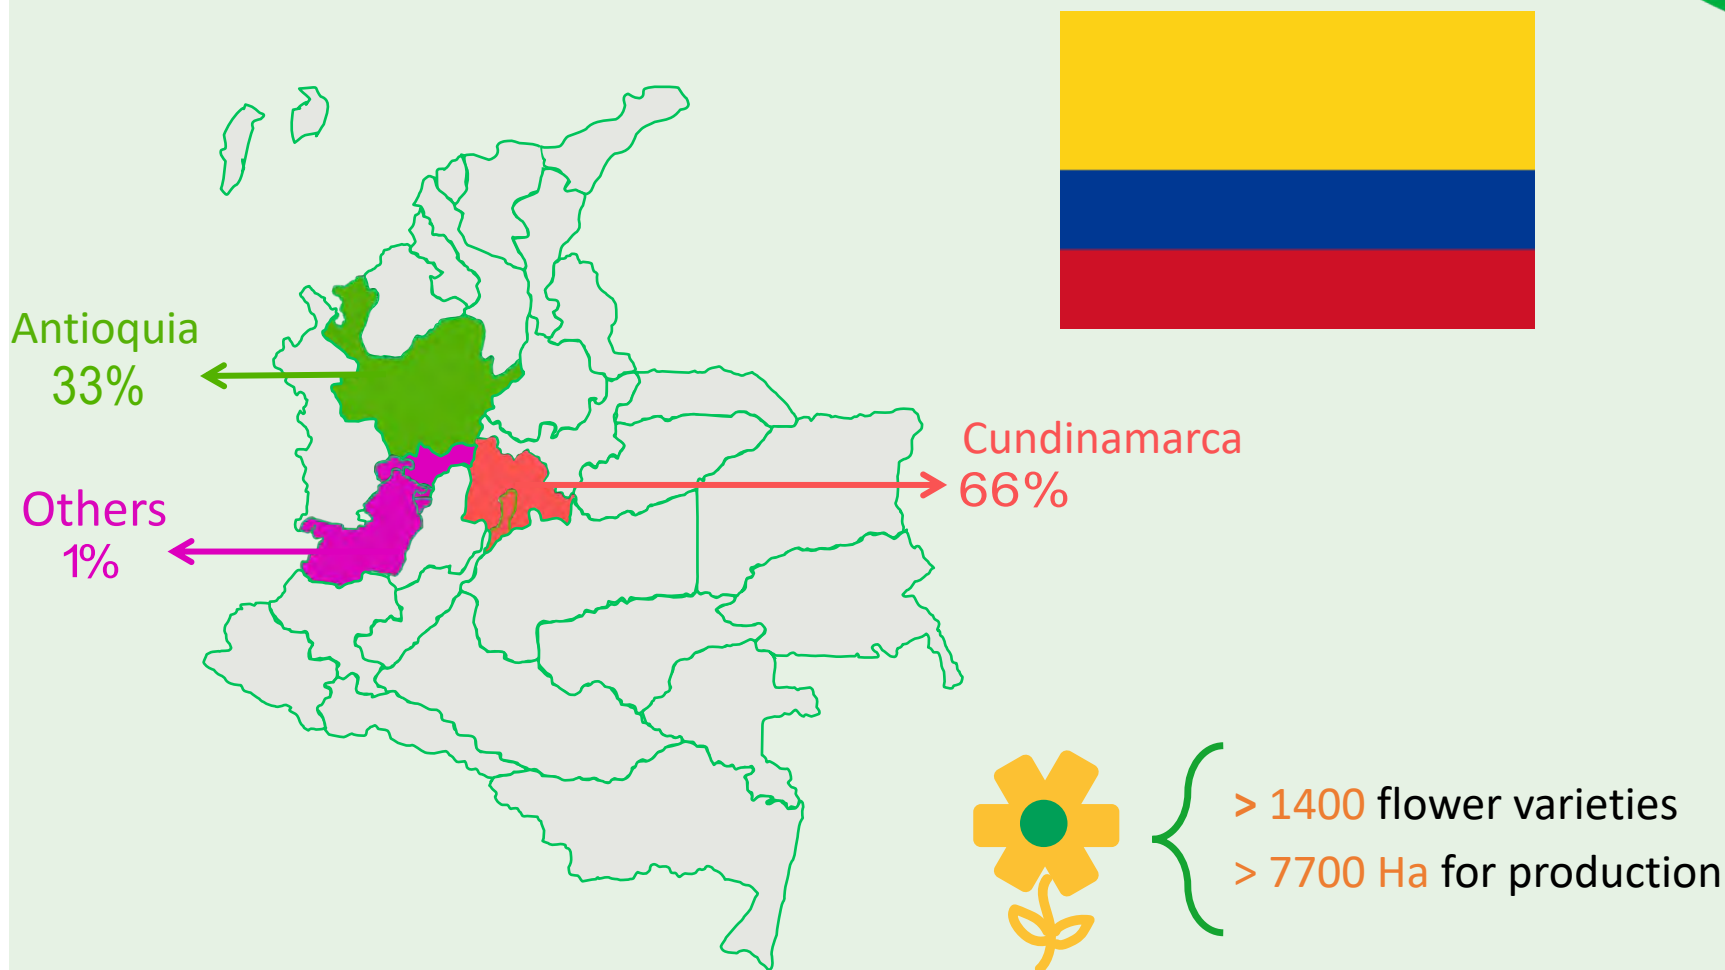 Antioquia
33%
Cundinamarca
66%
Others
1%
> 1400 flower varieties
> 7700 Ha for production